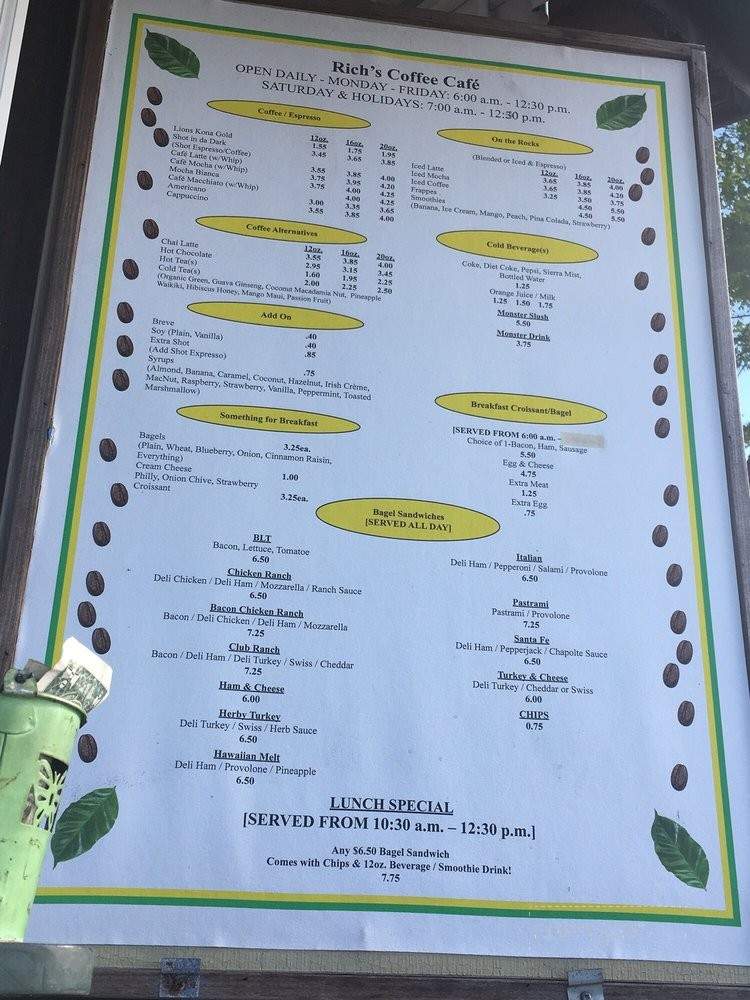 Rich's Coffee Café
OPEN DAILY - MONDAY - FRIDAY: 6:00 a.m. - 12:30 p.m.
SATURDAY & HOLIDAYS: 7:00 a.m. - 12:30 p.m.
Coffee / Espresso
12oz. 16oz. 20oz.
Lions Kona Gold 1.55 1.75 1.95
Shot in da Dark 3.45 3.65 3.85
(Shot Espresso/Coffee)
Café Latte (w/Whip) 3.55 3.85 4.00
Café Mocha (w/Whip) 3.75 3.95 4.20
Mocha Bianca 3.75 4.00 4.25
Café Macchiato (w/Whip) 4.00 4.25
Americano 3.00 3.35 3.65
Cappuccino 3.55 3.85 4.00
On the Rocks
(Blended or Iced & Espresso)
12oz. 16oz. 20oz.
Iced Latte 3.65 3.85 4.00
Iced Mocha 3.65 3.85 4.20
Iced Coffee 3.25 3.50 3.75
Frappes 4.50 5.50
Smoothies 4.50 5.50
(Banana, Ice Cream, Mango, Peach, Pina Colada, Strawberry)
Coffee Alternatives
12oz. 16oz. 20oz.
Chai Latte 3.55 3.85 4.00
Hot Chocolate 2.95 3.15 3.45
Hot Tea(s) 1.60 1.95 2.25
Cold Tea(s) 2.00 2.25 2.50
(Organic Green, Guava Ginseng, Coconut Macadamia Nut, Pineapple
Waikiki, Hibiscus Honey, Mango Maui, Passion Fruit)
Cold Beverage(s)
Coke, Diet Coke, Pepsi, Sierra Mist,
Bottled Water
1.25
Orange Juice / Milk
1.25 1.50 1.75
Monster Slush
5.50
Monster Drink
3.75
Add On
Breve .40
Soy (Plain, Vanilla) .40
Extra Shot .85
(Add Shot Expresso)
Syrups .75
(Almond, Banana, Caramel, Coconut, Hazelnut, Irish Crème,
MacNut, Raspberry, Strawberry, Vanilla, Peppermint, Toasted
Marshmallow)
Something for Breakfast
Bagels 3.25ea.
(Plain, Wheat, Blueberry, Onion, Cinnamon Raisin,
Everything)
Cream Cheese 1.00
Philly, Onion Chive, Strawberry
Croissant 3.25ea.
Breakfast Croissant/Bagel
[SERVED FROM 6:00 a.m. -
Choice of 1-Bacon, Ham, Sausage
5.50
Egg & Cheese
4.75
Extra Meat
1.25
Extra Egg
.75
Bagel Sandwiches
[SERVED ALL DAY]
BLT
Bacon, Lettuce, Tomatoe
6.50
Chicken Ranch
Deli Chicken / Deli Ham / Mozzarella / Ranch Sauce
6.50
Bacon Chicken Ranch
Bacon / Deli Chicken / Deli Ham / Mozzarella
7.25
Club Ranch
Bacon / Deli Ham / Deli Turkey / Swiss / Cheddar
7.25
Ham & Cheese
6.00
Herby Turkey
Deli Turkey / Swiss / Herb Sauce
6.50
Hawaiian Melt
Deli Ham / Provolone / Pineapple
6.50
Italian
Deli Ham / Pepperoni / Salami / Provolone
6.50
Pastrami
Pastrami / Provolone
7.25
Santa Fe
Deli Ham / Pepperjack / Chapolte Sauce
6.50
Turkey & Cheese
Deli Turkey / Cheddar or Swiss
6.00
CHIPS
0.75
LUNCH SPECIAL
[SERVED FROM 10:30 a.m. – 12:30 p.m.]
Any $6.50 Bagel Sandwich
Comes with Chips & 12oz. Beverage / Smoothie Drink!
7.75